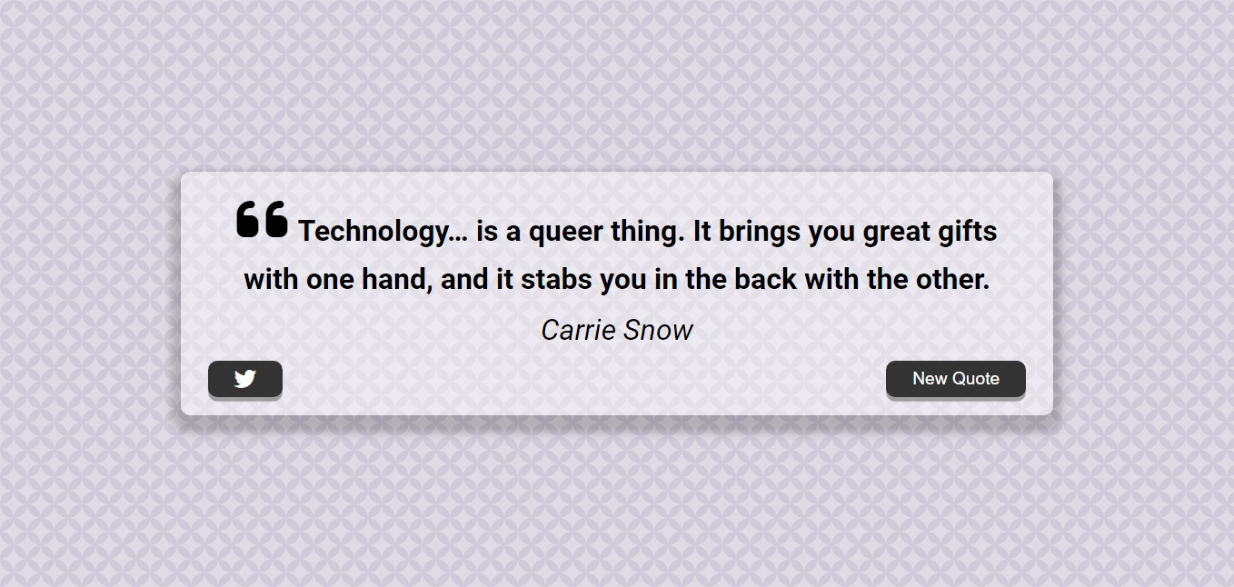 Technology… is a queer thing. It brings you great gifts
with one hand, and it stabs you in the back with the other.
Carrie Snow
New Quote